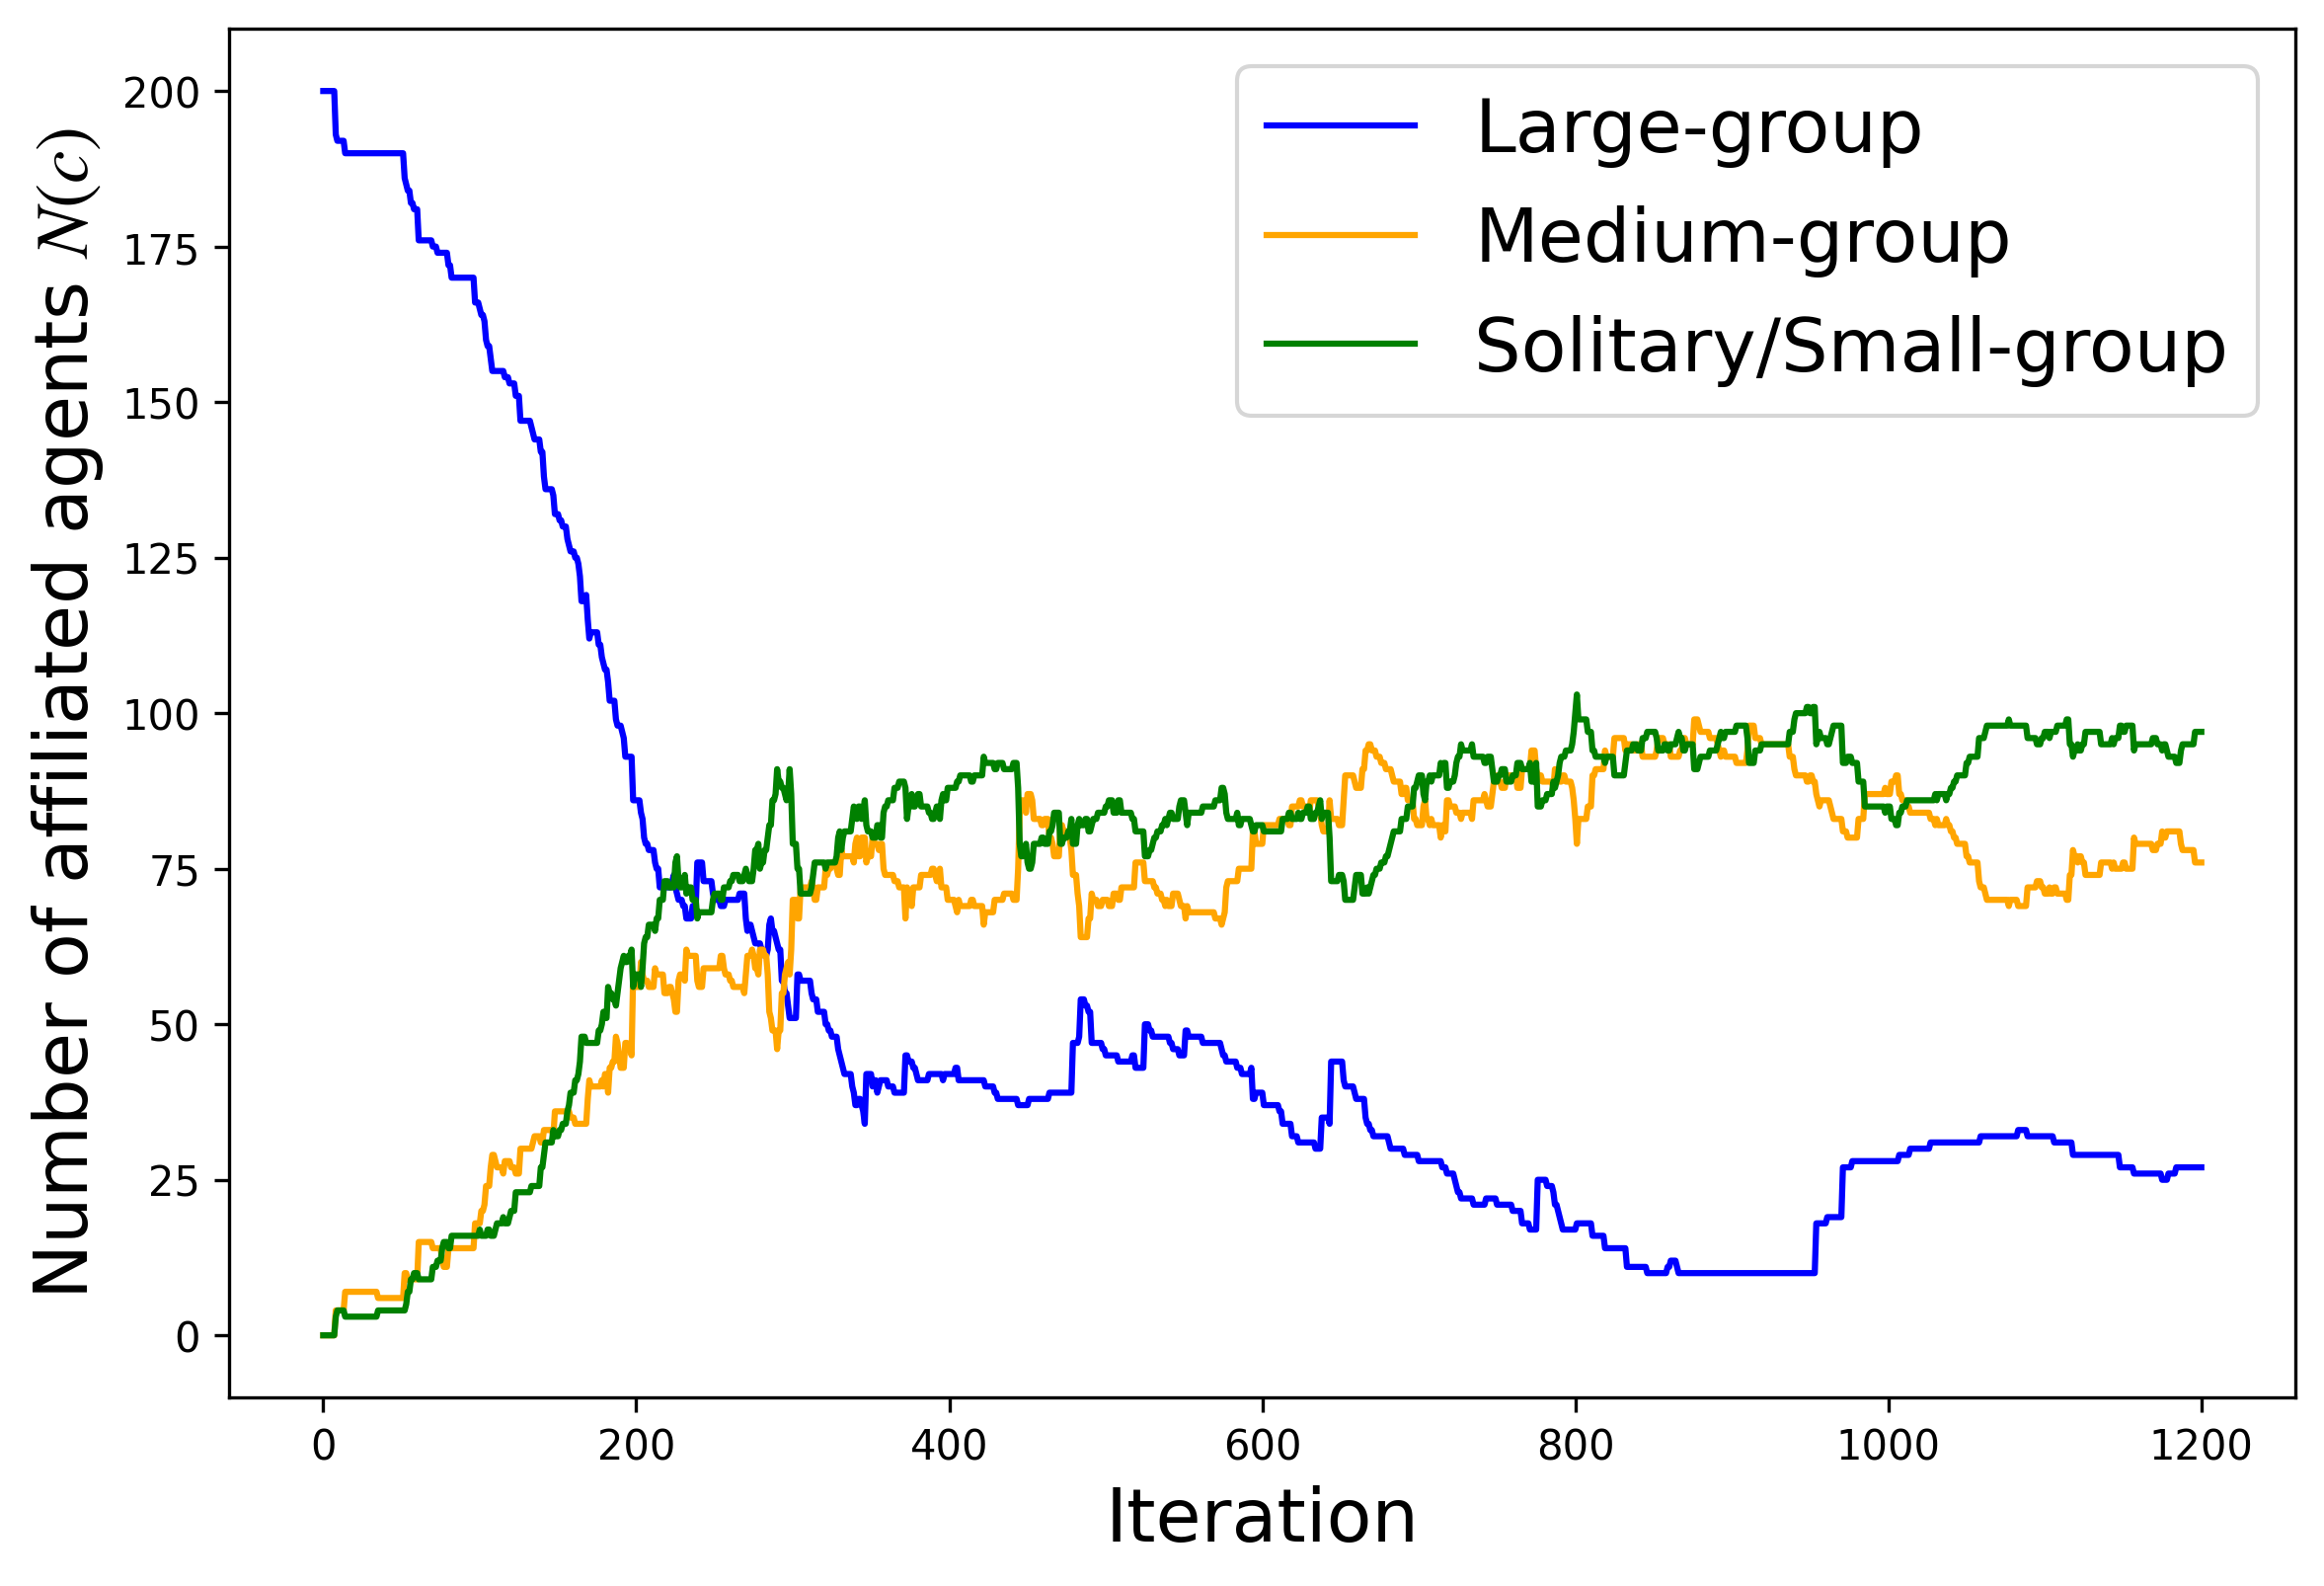 Number of affiliated agents N(c)
200
175
150
125
100
75
50
25
0
Large-group
Medium-group
Solitary/Small-group
0 200 400 600 800 1000 1200
Iteration